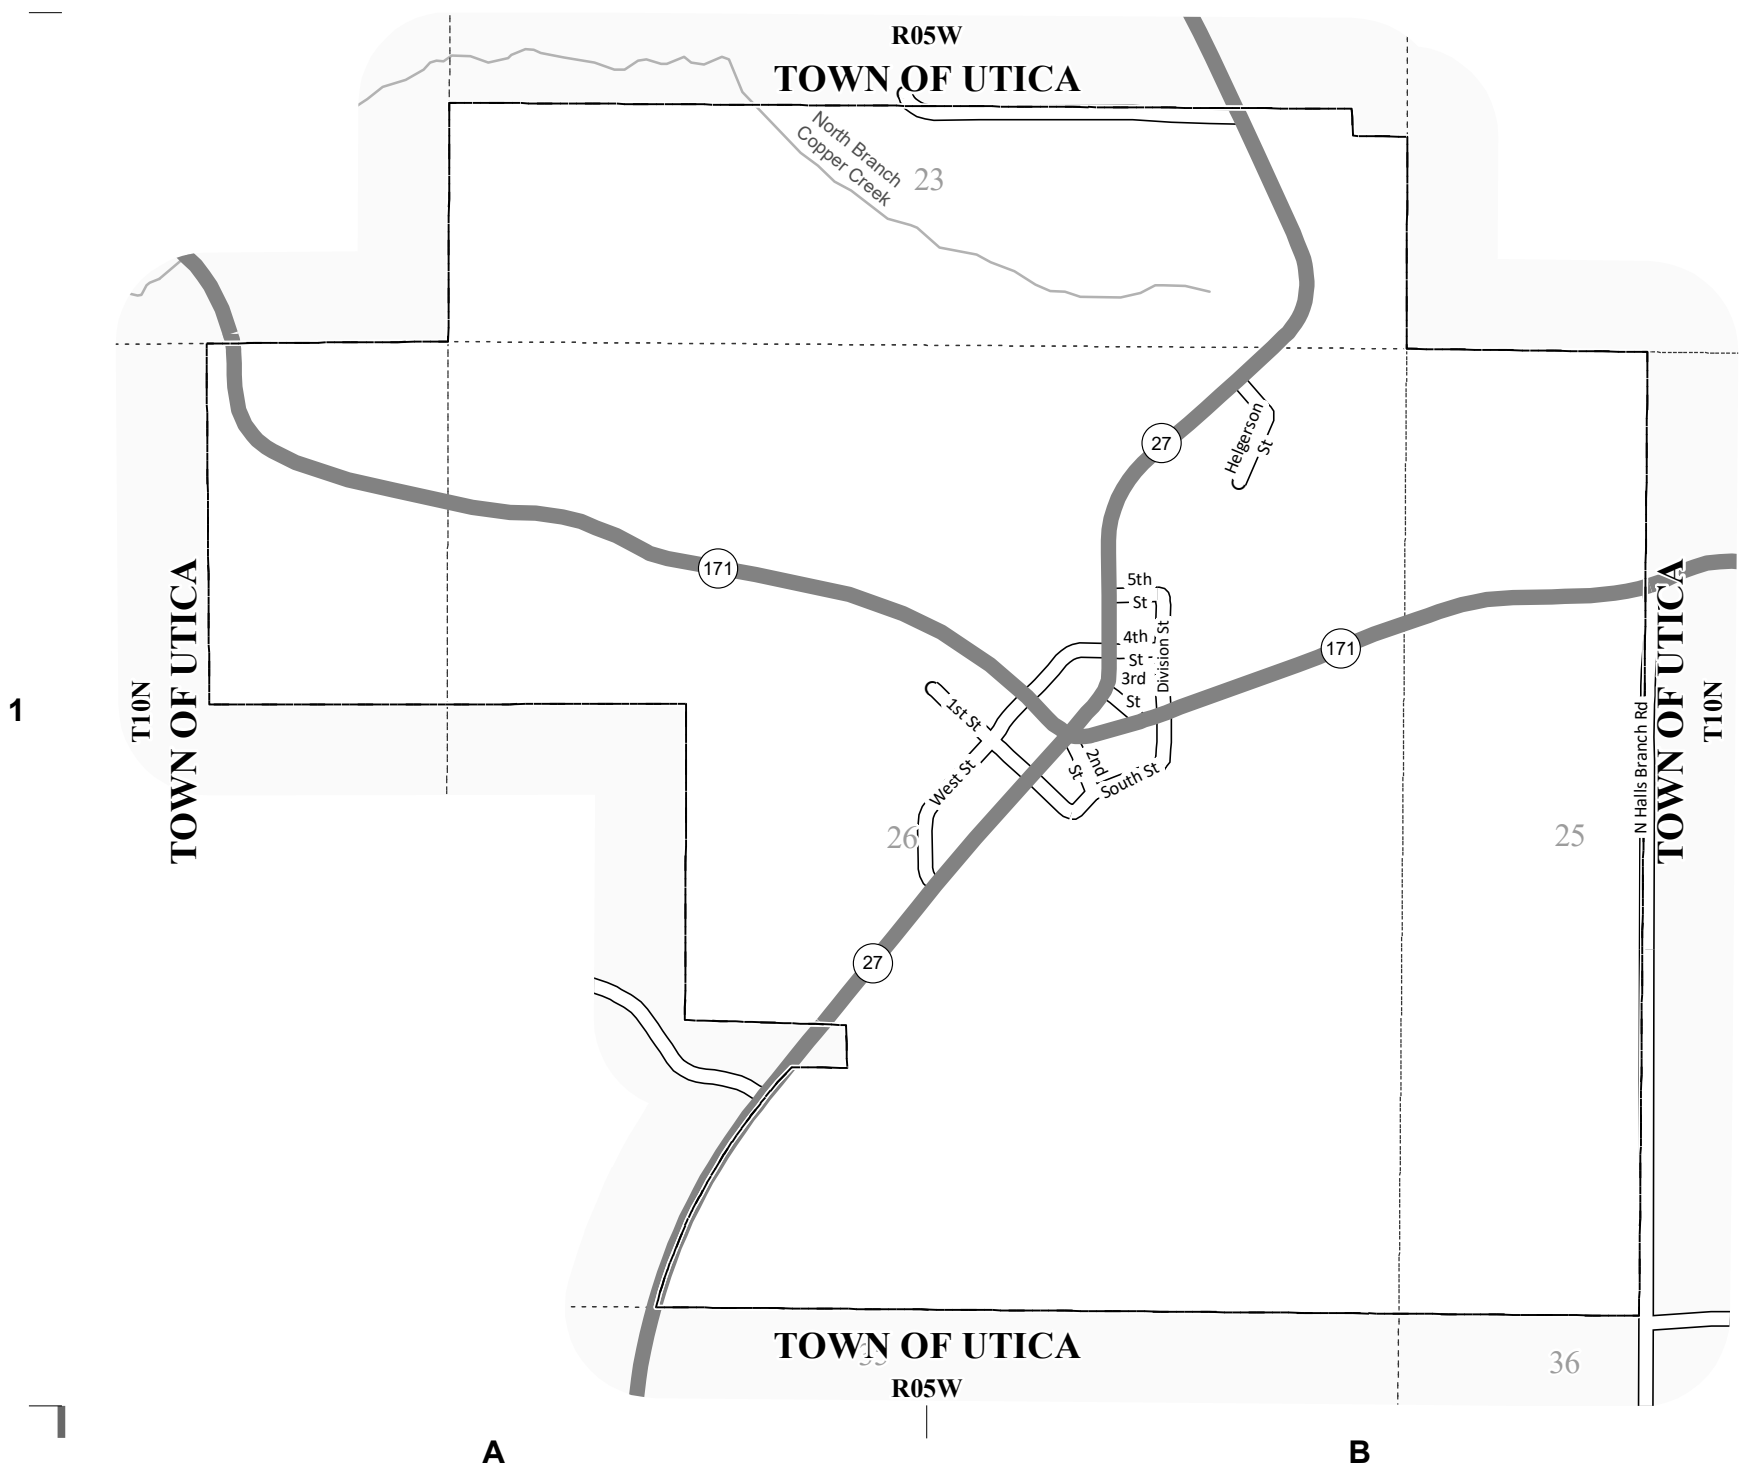 R05W
TOWN OF UTICA
North Branch
Copper Creek
23
Helgerson
St
27
171
5th
St
4th
St
3rd
St
Division St
171
1st St
2nd
St
South St
West St
26
25
27
N Halls Branch Rd
TOWN OF UTICA
T10N
TOWN OF UTICA
T10N
1
TOWN OF UTICA
35
36
R05W
A
B